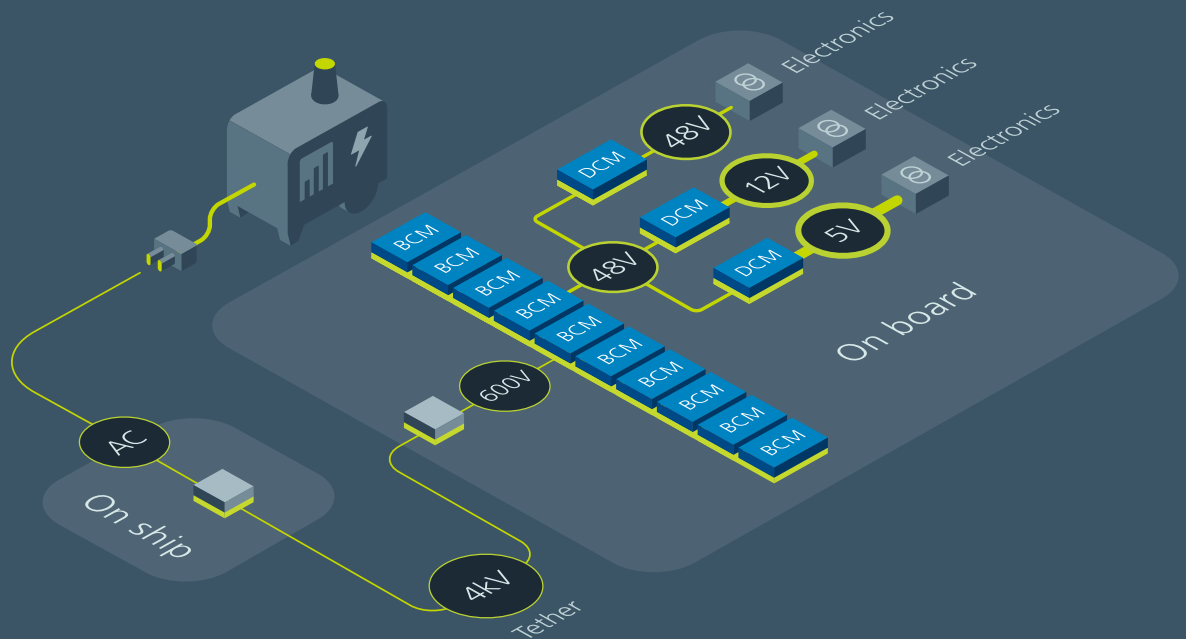 Electronics
Electronics
Electronics
48V
12V
5V
DCM
DCM
DCM
48V
BCM
BCM
BCM
BCM
BCM
BCM
BCM
BCM
BCM
BCM
On board
600V
AC
On ship
4kV
Tether